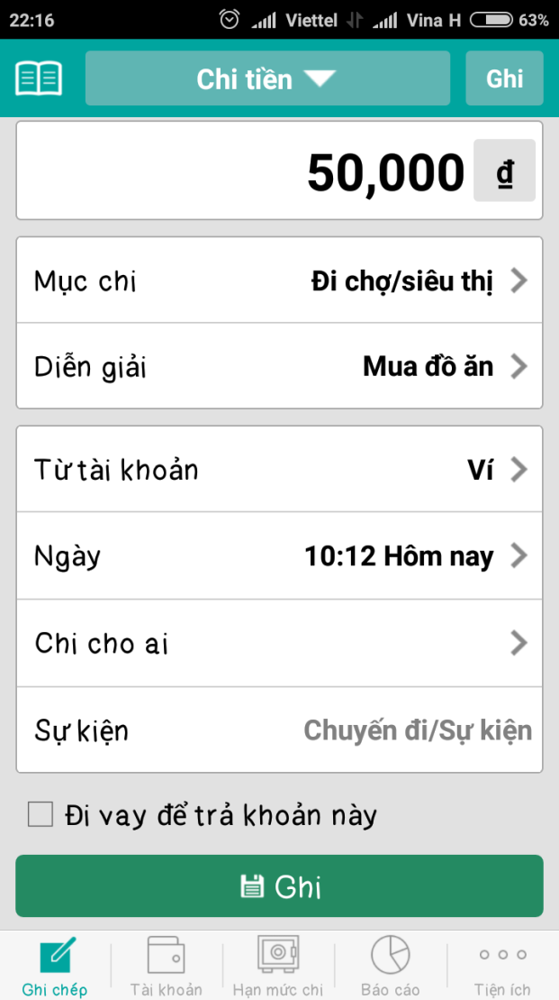 22:16 Viettel Vina H 63%
Chi tiền Ghi
50,000 ₫
Mục chi Đi chợ/siêu thị
Diễn giải Mua đồ ăn
Từ tài khoản Ví
Ngày 10:12 Hôm nay
Chi cho ai
Sự kiện Chuyến đi/Sự kiện
Đi vay để trả khoản này
Ghi
Ghi chép Tài khoản Hạn mức chi Báo cáo Tiện ích